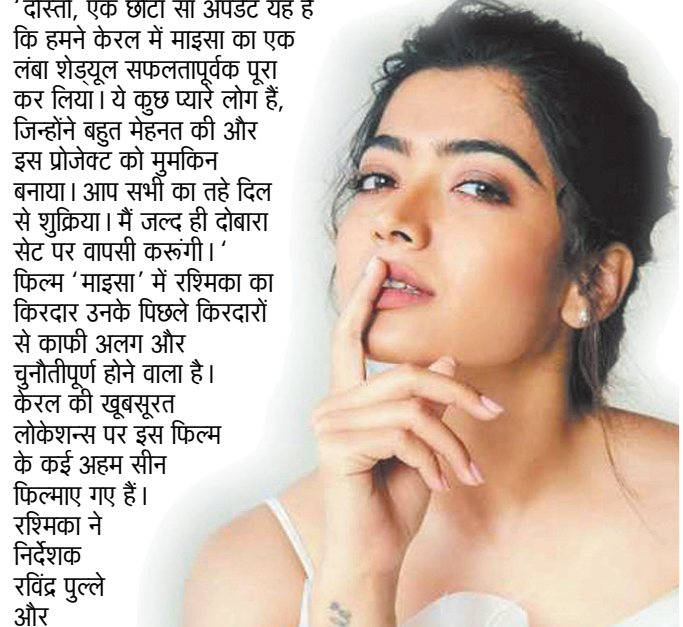 ‘दोस्तों, एक छोटा सा अपडेट यह है
कि हमने केरल में माइसा का एक
लंबा शेड्यूल सफलतापूर्वक पूरा
कर लिया। ये कुछ प्यारे लोग हैं,
जिन्होंने बहुत मेहनत की और
इस प्रोजेक्ट को मुमकिन
बनाया। आप सभी का तहे दिल
से शुक्रिया। मैं जल्द ही दोबारा
सेट पर वापसी करूंगी। ‘
फिल्म ‘माइसा’ में रश्मिका का
किरदार उनके पिछले किरदारों
से काफी अलग और
चुनौतीपूर्ण होने वाला है।
केरल की खूबसूरत
लोकेशन्स पर इस फिल्म
के कई अहम सीन
फिल्माए गए हैं।
रश्मिका ने
निर्देशक
रविंद्र पुल्ले
और